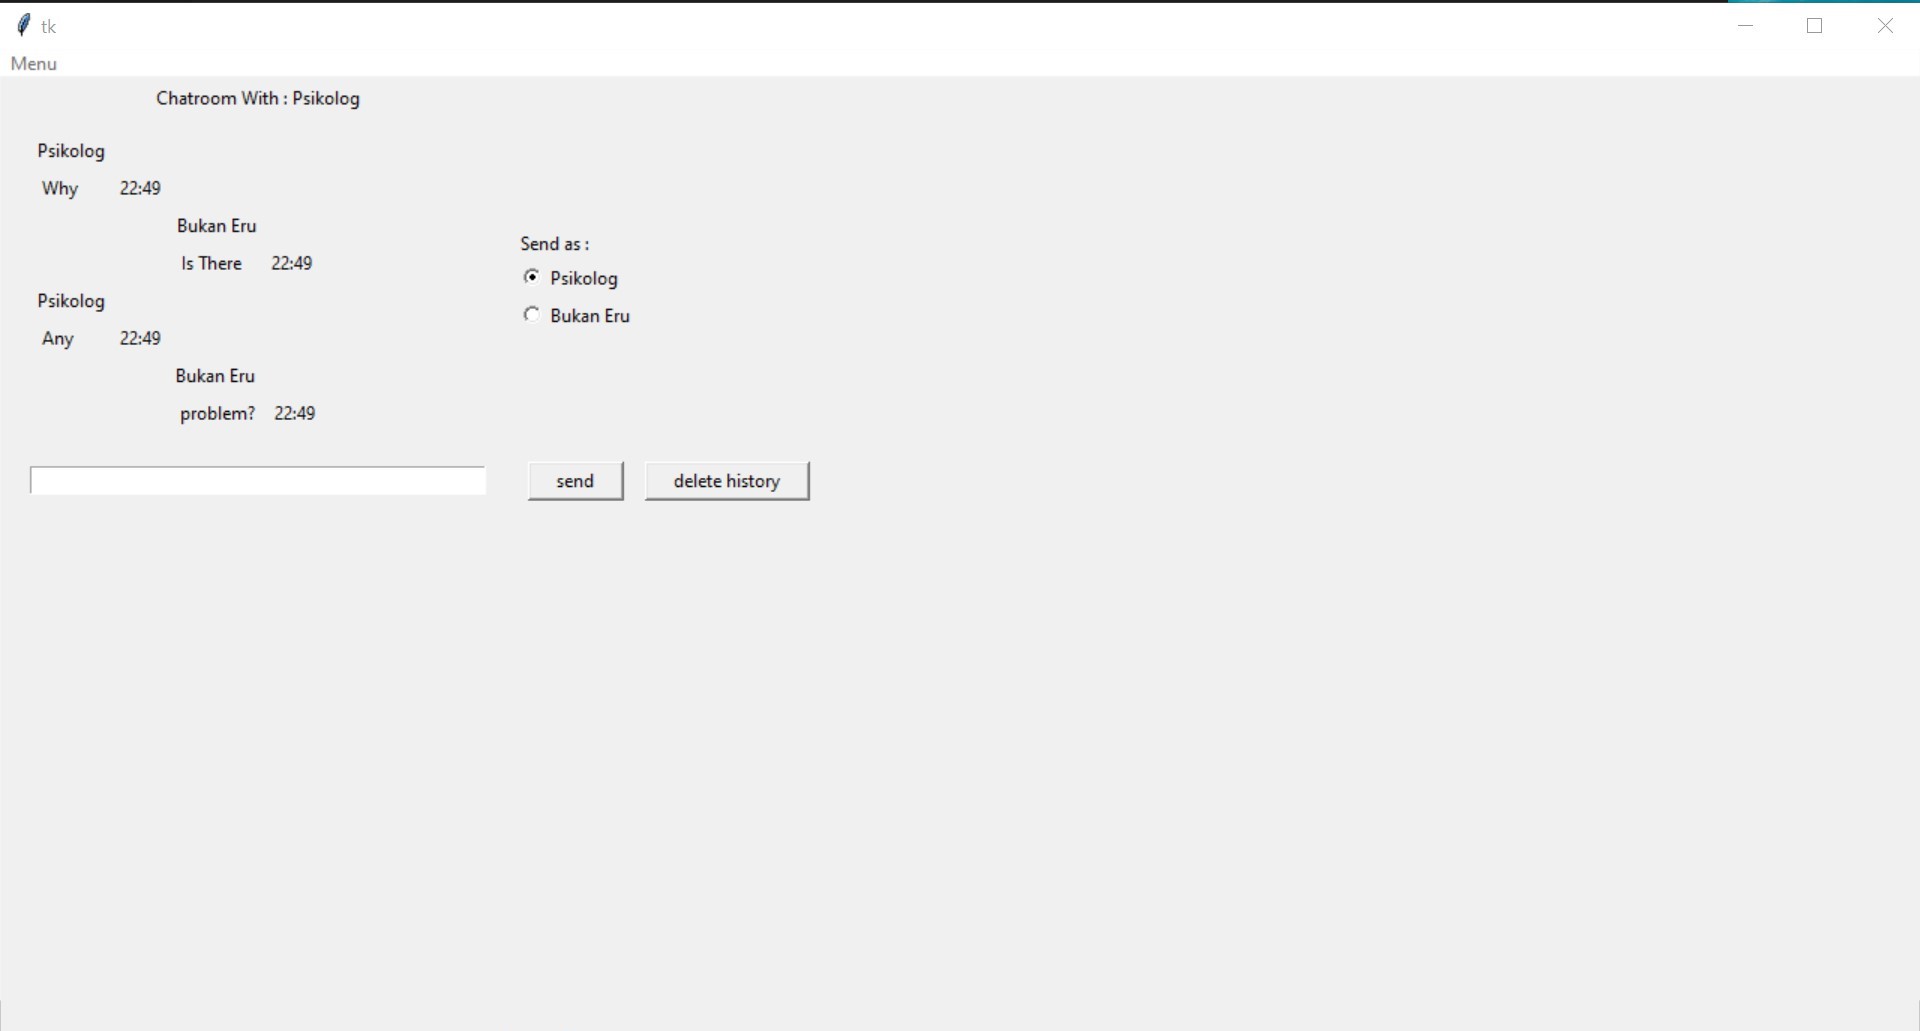 tk
Menu
Chatroom With : Psikolog
Psikolog
Why 22:49
Bukan Eru
Is There 22:49
Psikolog
Any 22:49
Bukan Eru
problem? 22:49
Send as :
Psikolog
Bukan Eru
send delete history